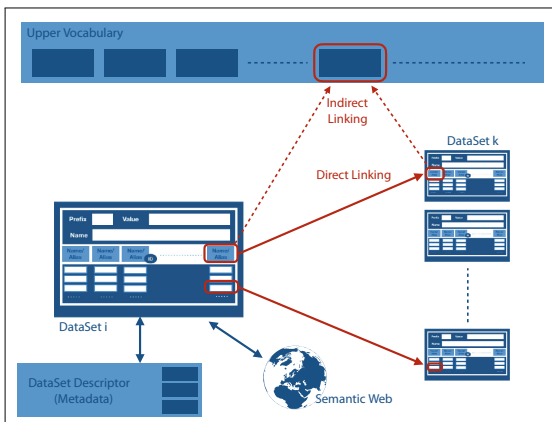 Upper Vocabulary
Indirect
Linking
DataSet k
Direct Linking
Prefix Value
Name
Name/ Name/ Name/ Name/
Alias Alias Alias ID Alias
DataSet i
DataSet Descriptor
(Metadata)
Semantic Web